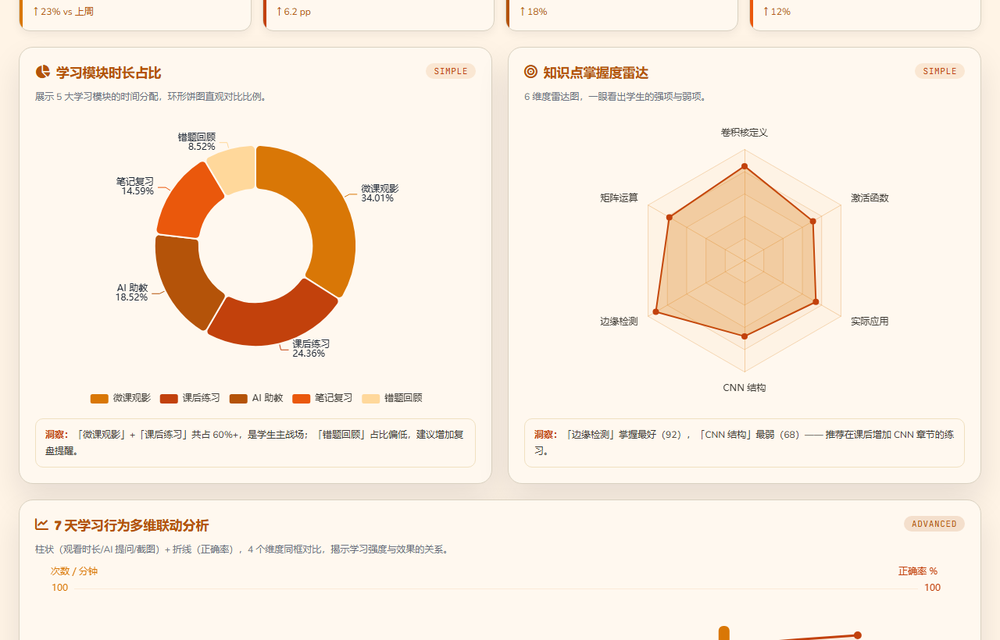 ↑ 23% vs 上周
↑ 6.2 pp
↑ 18%
↑ 12%
学习模块时长占比
SIMPLE
展示 5 大学习模块的时间分配，环形饼图直观对比比例。
错题回顾
8.52%
笔记复习
14.59%
微课观影
34.01%
AI 助教
18.52%
课后练习
24.36%
微课观影
课后练习
AI 助教
笔记复习
错题回顾
洞察：「微课观影」+「课后练习」共占 60%+，是学生主战场；「错题回顾」占比偏低，建议增加复
盘提醒。
知识点掌握度雷达
SIMPLE
6 维度雷达图，一眼看出学生的强项与弱项。
卷积核定义
矩阵运算
激活函数
边缘检测
实际应用
CNN 结构
洞察：「边缘检测」掌握最好（92），「CNN 结构」最弱（68）—— 推荐在课后增加 CNN 章节的练
习。
7 天学习行为多维联动分析
ADVANCED
柱状（观看时长/AI 提问/截图）+ 折线（正确率），4 个维度同框对比，揭示学习强度与效果的关系。
次数 / 分钟
正确率 %
100
100